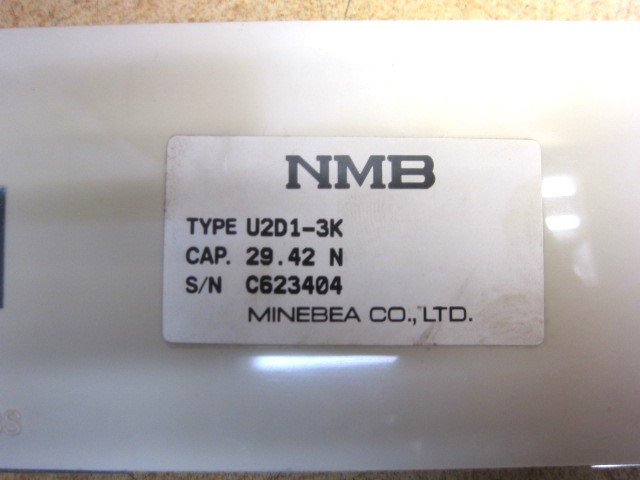 NMB
TYPE U2D1-3K
CAP. 29.42 N
S/N C623404
MINEBEA CO., LTD.